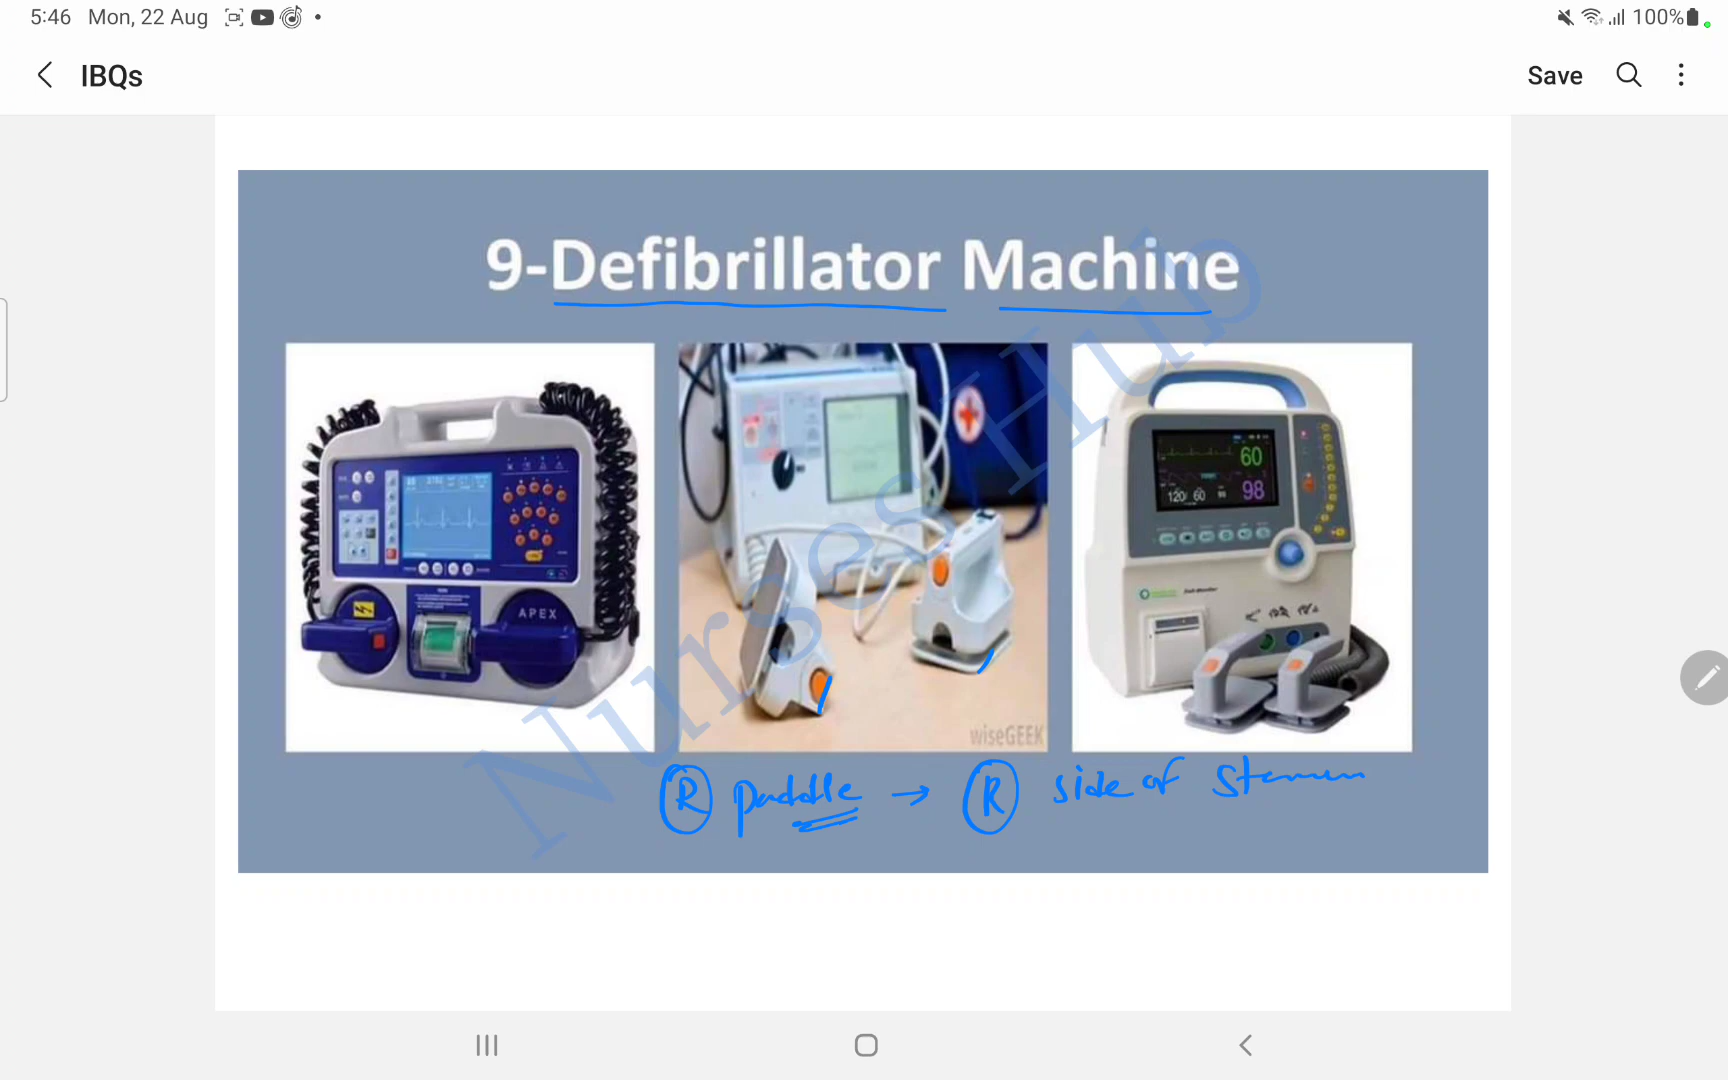 5:46 Mon, 22 Aug
100%
IBQs
Save
9-Defibrillator Machine
APEX
60
98
120/ 60
wiseGEEK
Nurses Hub
R paddle → R side of Sternum